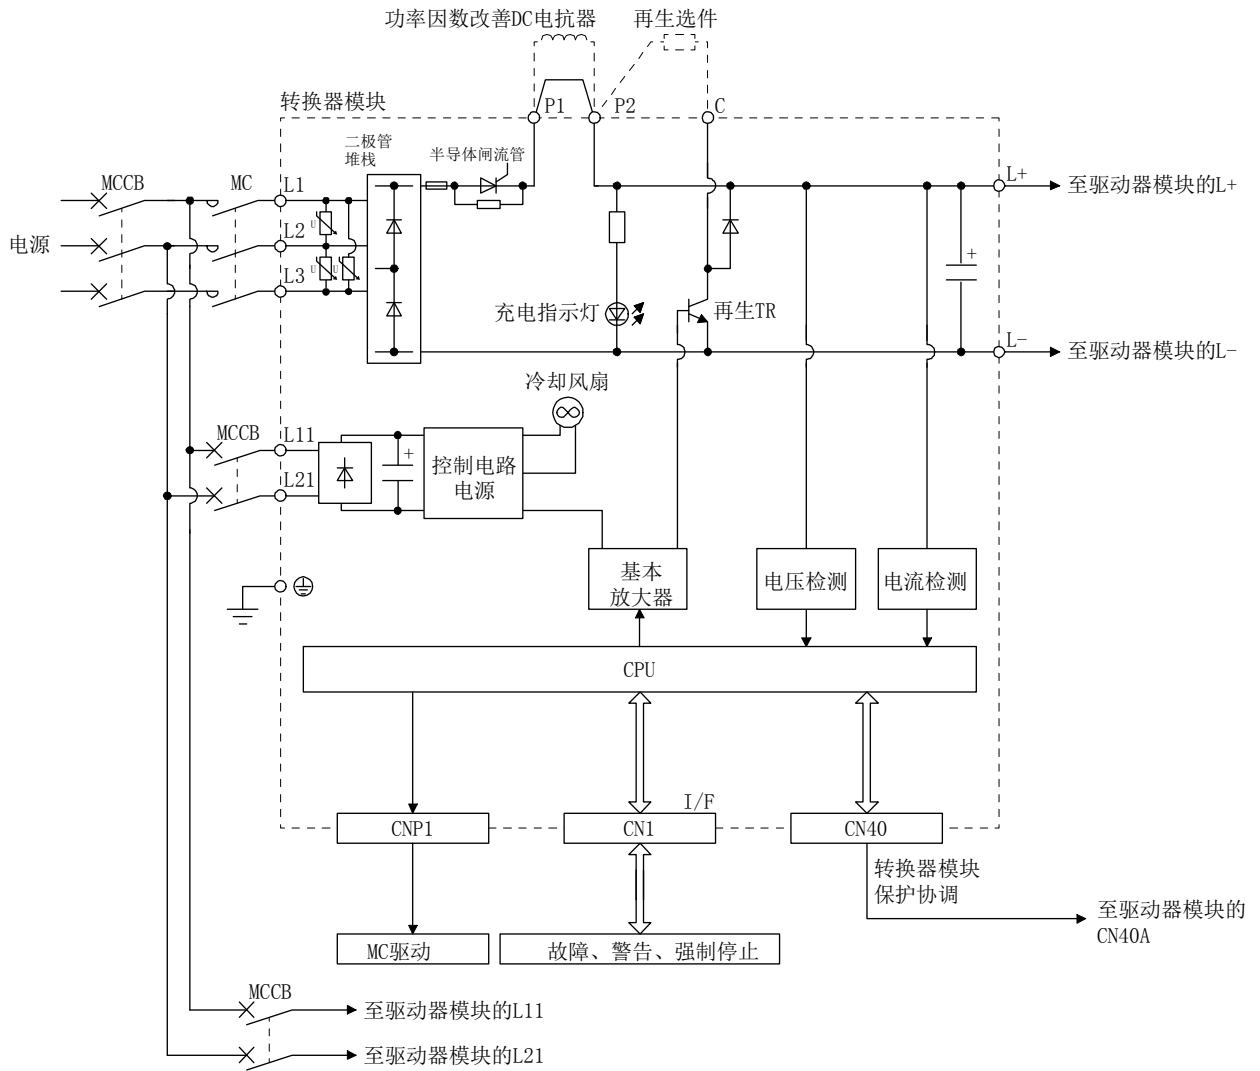 功率因数改善DC电抗器
再生选件
转换器模块
P1
P2
C
二极管
堆栈
半导体闸流管
MCCB
MC
L1
L+
至驱动器模块的L+
U
电源
L2
+
U
U
L3
充电指示灯
再生TR
L-
至驱动器模块的L-
冷却风扇
MCCB
L11
+
控制电路
电源
L21
基本
放大器
电压检测
电流检测
CPU
I/F
CNP1
CN1
CN40
转换器模块
保护协调
至驱动器模块的
CN40A
MC驱动
故障、警告、强制停止
MCCB
至驱动器模块的L11
至驱动器模块的L21